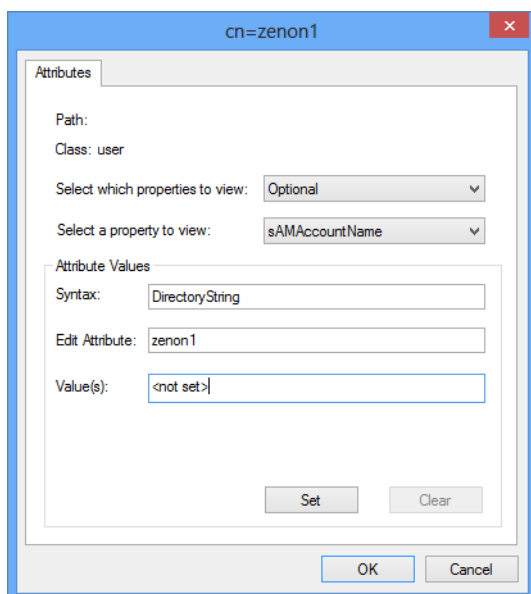 cn=zenon1
Attributes
Path:
Class: user
Select which properties to view: Optional
Select a property to view: sAMAccountName
Attribute Values
Syntax: DirectoryString
Edit Attribute: zenon1
Value(s): <not set>
Set Clear
OK Cancel